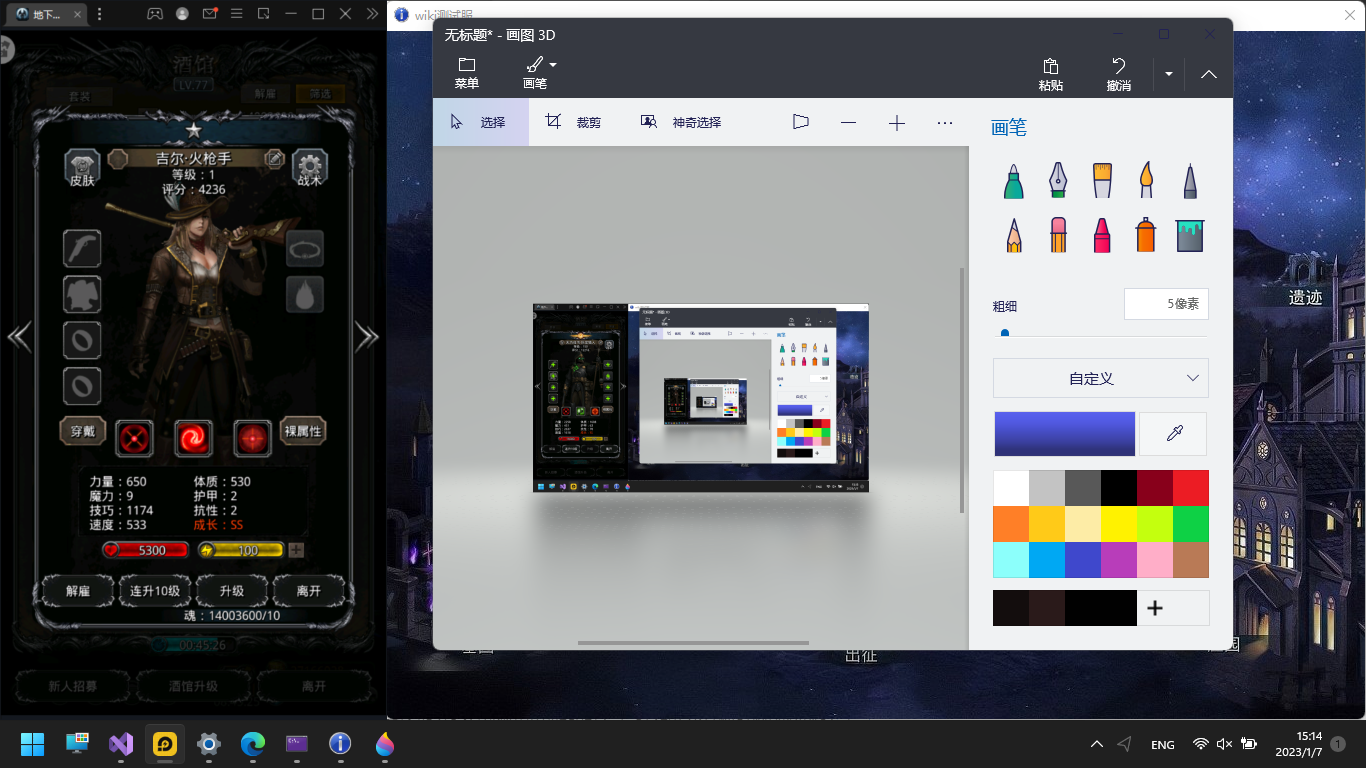 地下...
酒馆
LV.77
套装
解雇
筛选
吉尔·火枪手
等级：1
评分：4236
皮肤
战术
穿戴
裸属性
力量：650
体质：530
魔力：9
护甲：2
技巧：1174
抗性：2
速度：533
成长：SS
5300
100
解雇
连升10级
升级
离开
魂：14003600/10
00:45:26
新人招募
酒馆升级
离开
wiki测试服
无标题* - 画图 3D
菜单
画笔
粘贴
撤消
选择
裁剪
神奇选择
画笔
粗细
5像素
自定义
遗迹
出征
ENG
15:14
2023/1/7
1